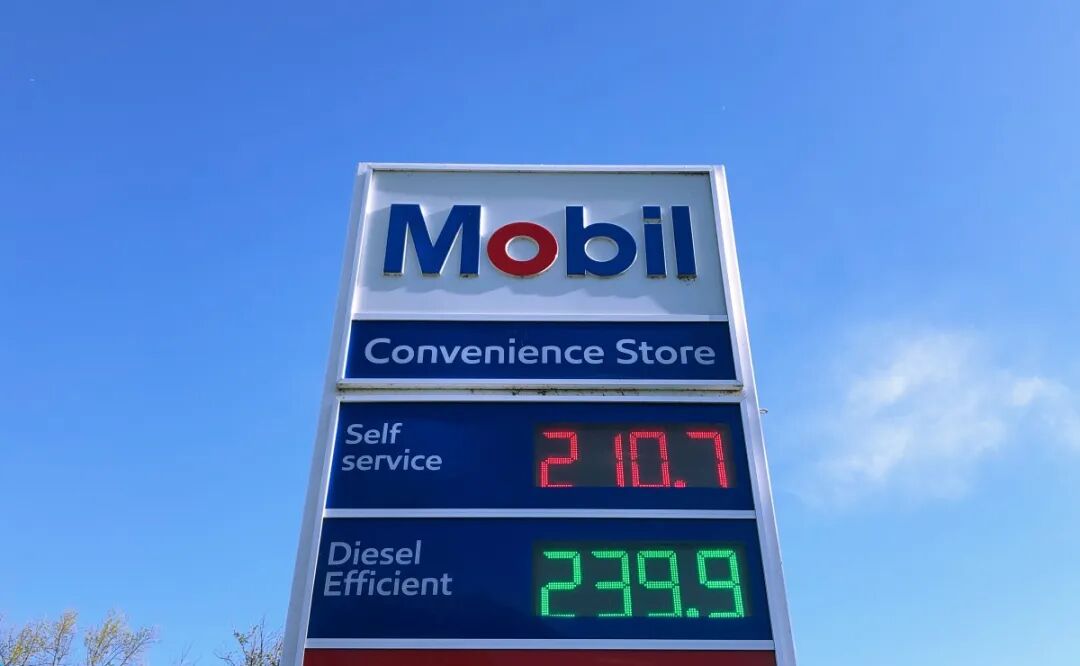 Mobil
Convenience Store
Self
service
210.7
Diesel
Efficient
239.9